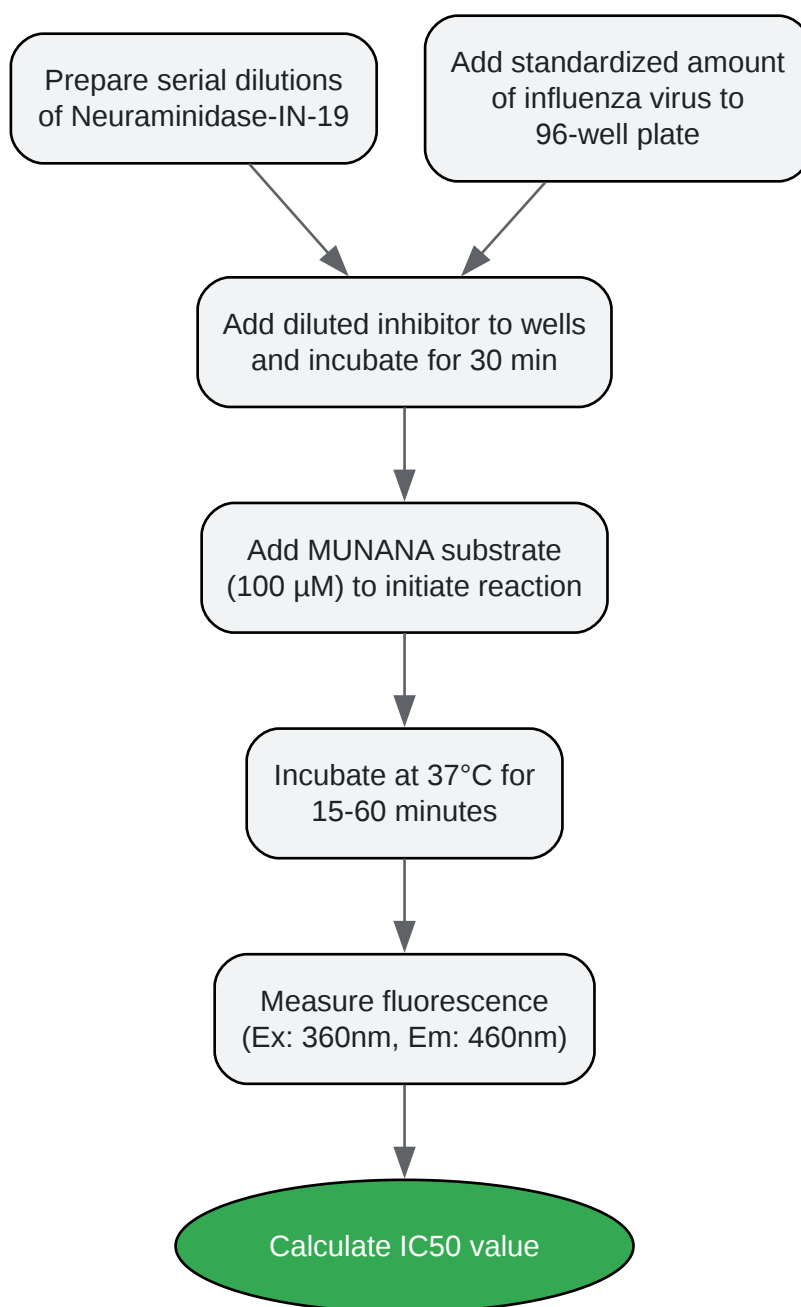 Prepare serial dilutions
of Neuraminidase-IN-19
Add standardized amount
of influenza virus to
96-well plate
Add diluted inhibitor to wells
and incubate for 30 min
Add MUNANA substrate
(100 µM) to initiate reaction
Incubate at 37°C for
15-60 minutes
Measure fluorescence
(Ex: 360nm, Em: 460nm)
Calculate IC50 value